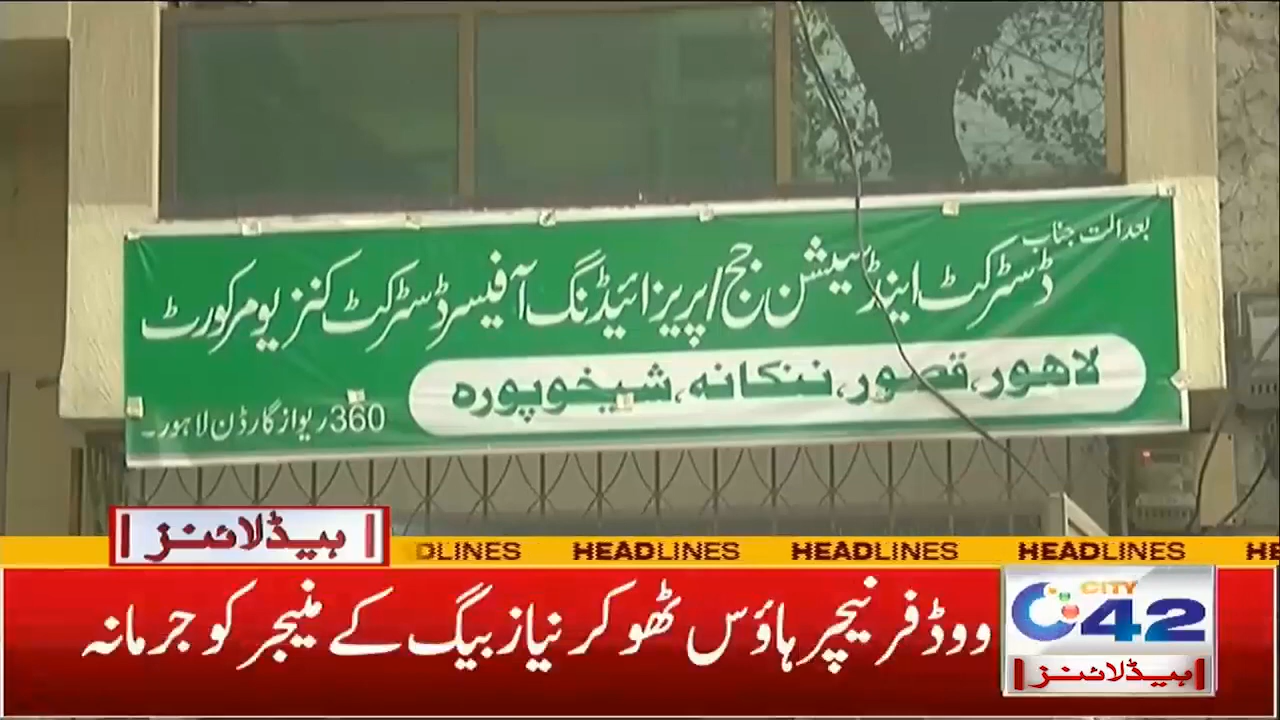 بعدالت جناب
ڈسٹرکٹ اینڈ سیشن جج/پریزائیڈنگ آفیسر ڈسٹرکٹ کنزیومر کورٹ
لاہور، قصور، ننکانہ، شیخوپورہ
360 ریواز گارڈن لاہور۔
ہیڈلائنز
DLINES HEADLINES HEADLINES HEADLINES HE
ووڈ فرنیچر ہاؤس ٹھوکر نیاز بیگ کے منیجر کو جرمانہ
CITY
42
ہیڈلائنز